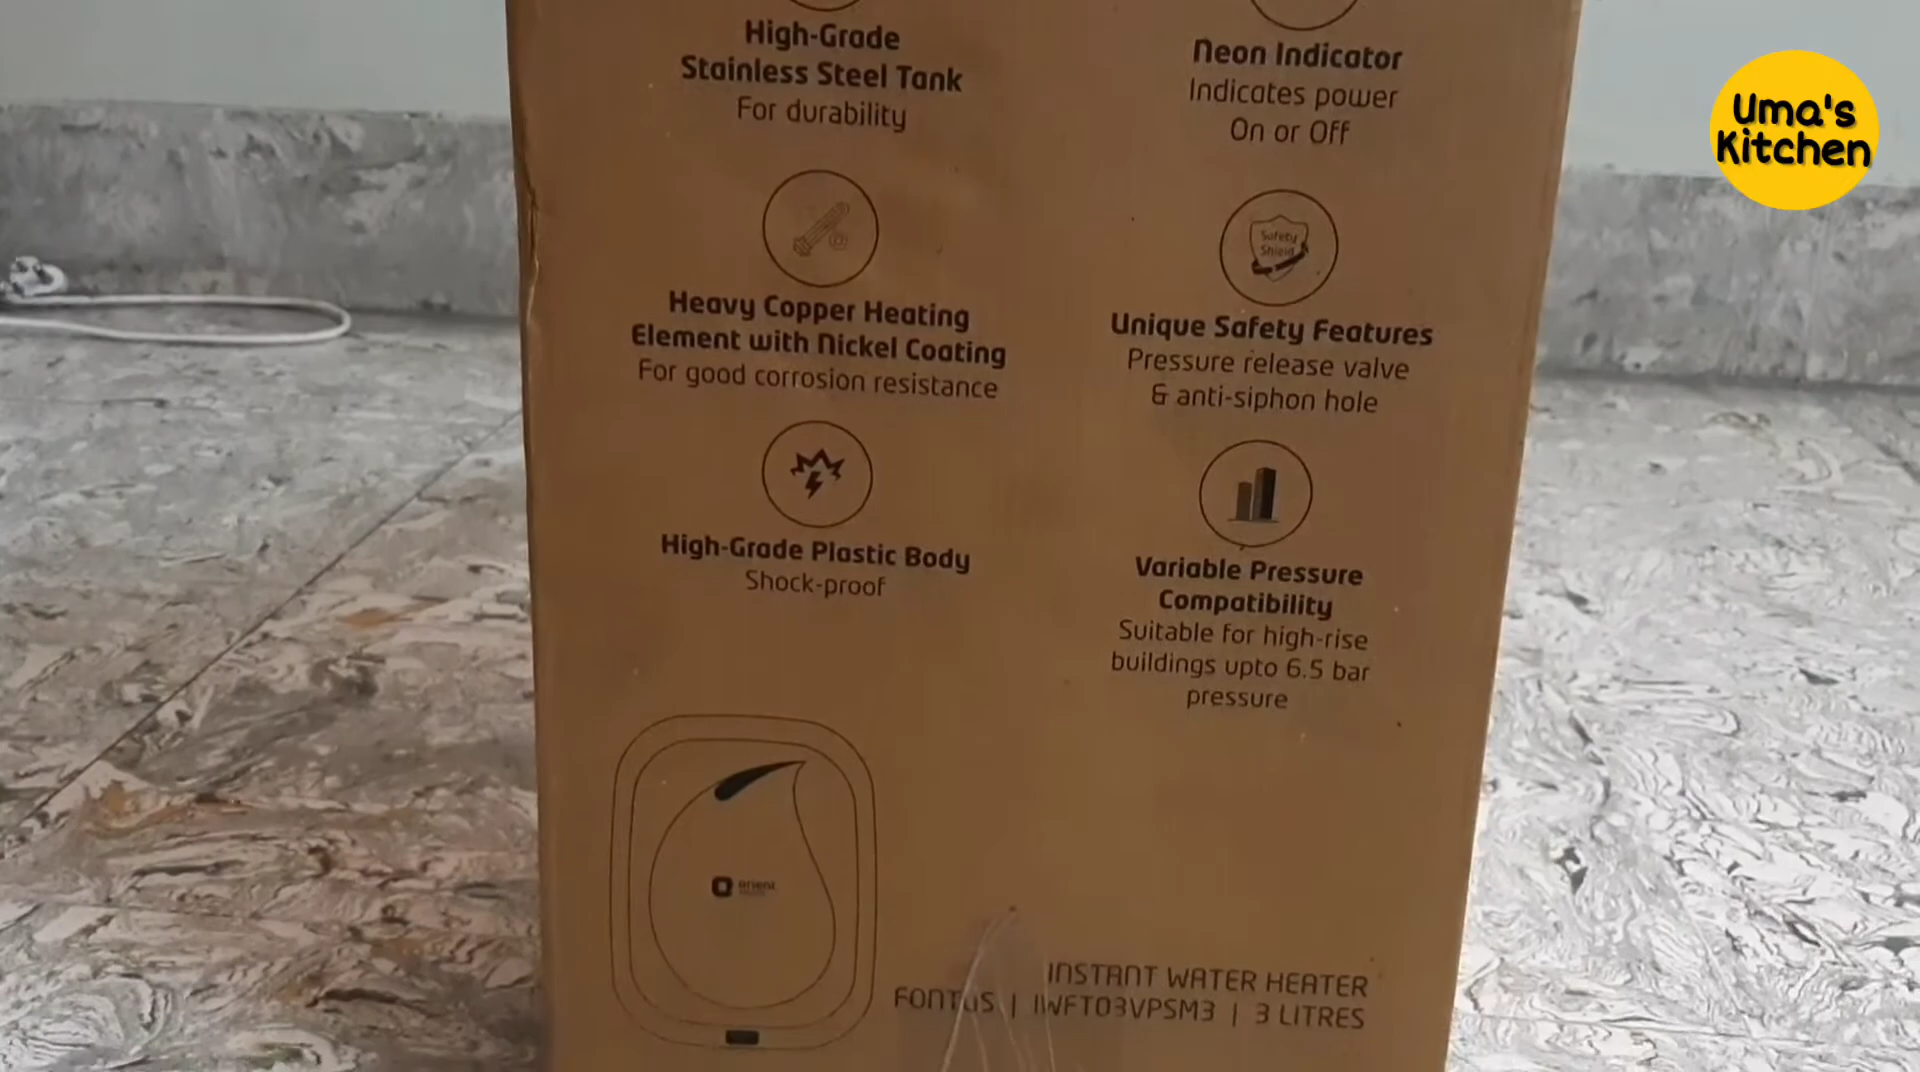 High-Grade
Stainless Steel Tank
For durability
Neon Indicator
Indicates power
On or Off
Uma's
Kitchen
Heavy Copper Heating
Element with Nickel Coating
For good corrosion resistance
Safety
Shield
Unique Safety Features
Pressure release valve
& anti-siphon hole
High-Grade Plastic Body
Shock-proof
Variable Pressure
Compatibility
Suitable for high-rise
buildings upto 6.5 bar
pressure
orient
INSTANT WATER HEATER
FONTUS | IWFT03VPSM3 | 3 LITRES